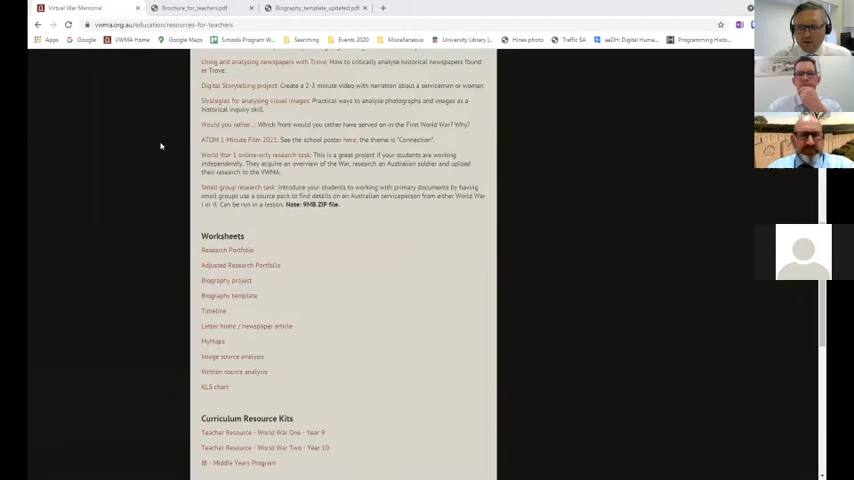 Virtual War Memorial
Brochure_for_teachers.pdf
Biography_template_updated.pdf
vwma.org.au/education/resources-for-teachers
Apps
Google
VWMA Home
Google Maps
Schools Program W...
Searching
Events 2020
Miscellaneous
University Library |...
Hines photo
Traffic SA
aaDH: Digital Huma...
Programming Histo...
Using and analysing newspapers with Trove: How to critically analyse historical newspapers found
in Trove.
Digital Storytelling project: Create a 2-3 minute video with narration about a serviceman or woman.
Strategies for analysing visual images: Practical ways to analyse photographs and images as a
historical inquiry skill.
Would you rather...: Which front would you rather have served on in the First World War? Why?
ATOM 1-Minute Film 2021: See the school poster here; the theme is "Connection".
World War 1 online-only research task: This is a great project if your students are working
independently. They acquire an overview of the War, research an Australian soldier and upload
their research to the VWMA.
Small group research task: Introduce your students to working with primary documents by having
small groups use a source pack to find details on an Australian serviceperson from either World War
I or II. Can be run in a lesson. Note: 9MB ZIP file.
Worksheets
Research Portfolio
Adjusted Research Portfolio
Biography project
Biography template
Timeline
Letter home / newspaper article
MyMaps
Image source analysis
Written source analysis
KLS chart
Curriculum Resource Kits
Teacher Resource - World War One - Year 9
Teacher Resource - World War Two - Year 10
IB - Middle Years Program